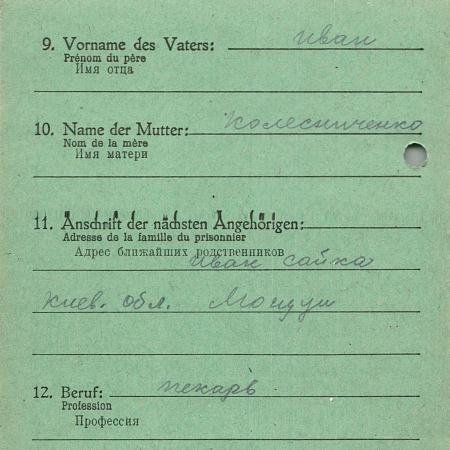 9. Vorname des Vaters: иван
Prénom du père
Имя отца
10. Name der Mutter: Колесниченко
Nom de la mère
Имя матери
11. Anschrift der nächsten Angehörigen:
Adresse de la famille du prisonnier
Адрес ближайших родственников
иван сайка
Киев. обл.
12. Beruf: пекарь
Profession
Профессия